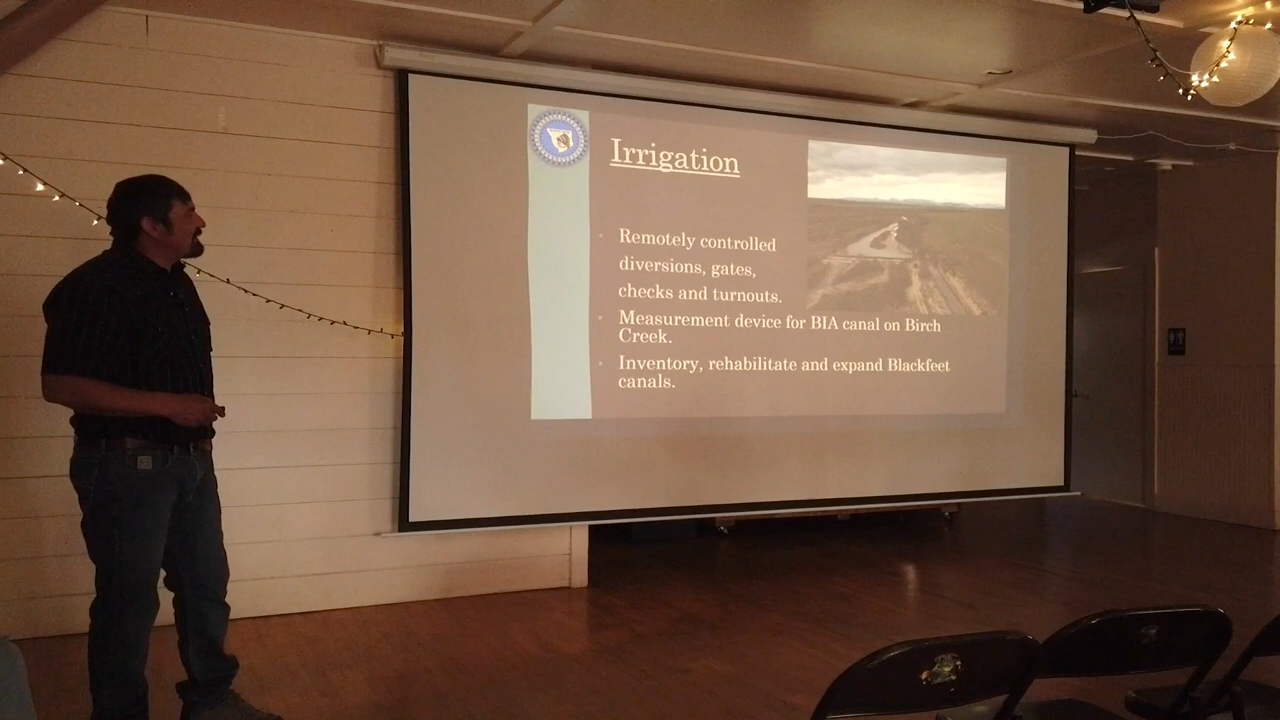 Irrigation
Remotely controlled
diversions, gates,
checks and turnouts.
Measurement device for BIA canal on Birch
Creek.
Inventory, rehabilitate and expand Blackfeet
canals.